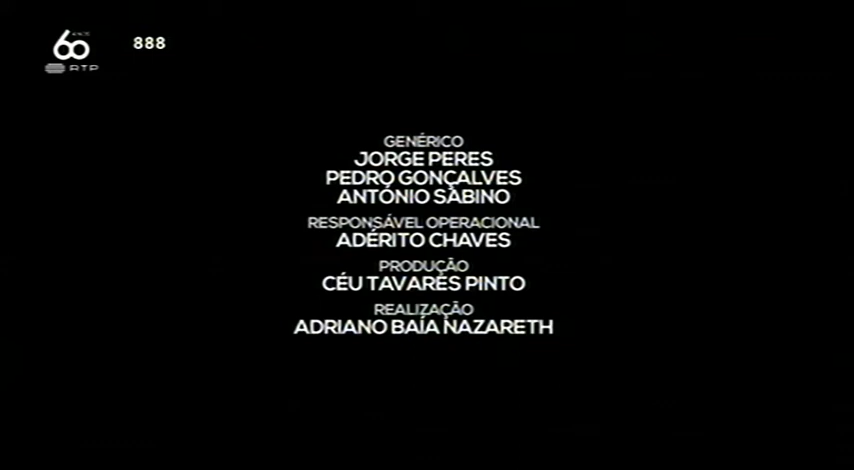 60 ANOS
888
RTP
GENÉRICO
JORGE PERES
PEDRO GONÇALVES
ANTÓNIO SABINO
RESPONSÁVEL OPERACIONAL
ADÉRITO CHAVES
PRODUÇÃO
CÉU TAVARES PINTO
REALIZAÇÃO
ADRIANO BAÍA NAZARETH